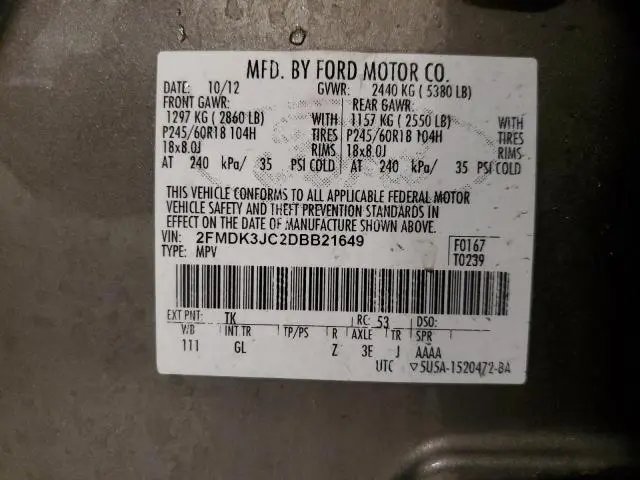 MFD. BY FORD MOTOR CO.
DATE: 10/12 GVWR: 2440 KG ( 5380 LB)
FRONT GAWR: REAR GAWR:
1297 KG ( 2860 LB) WITH 1157 KG ( 2550 LB) WITH
P245/60R18 104H TIRES P245/60R18 104H TIRES
18x8.0J RIMS 18x8.0J RIMS
AT 240 kPa/ 35 PSI COLD AT 240 kPa/ 35 PSI COLD
THIS VEHICLE CONFORMS TO ALL APPLICABLE FEDERAL MOTOR
VEHICLE SAFETY AND THEFT PREVENTION STANDARDS IN
EFFECT ON THE DATE OF MANUFACTURE SHOWN ABOVE.
VIN: 2FMDK3JC2DBB21649 F0167
TYPE: MPV T0239
EXT PNT: TK RC: 53 DSO:
WB INT TR TP/PS R AXLE TR SPR
111 GL Z 3E J AAAA
UTC ▽5U5A-1520472-BA